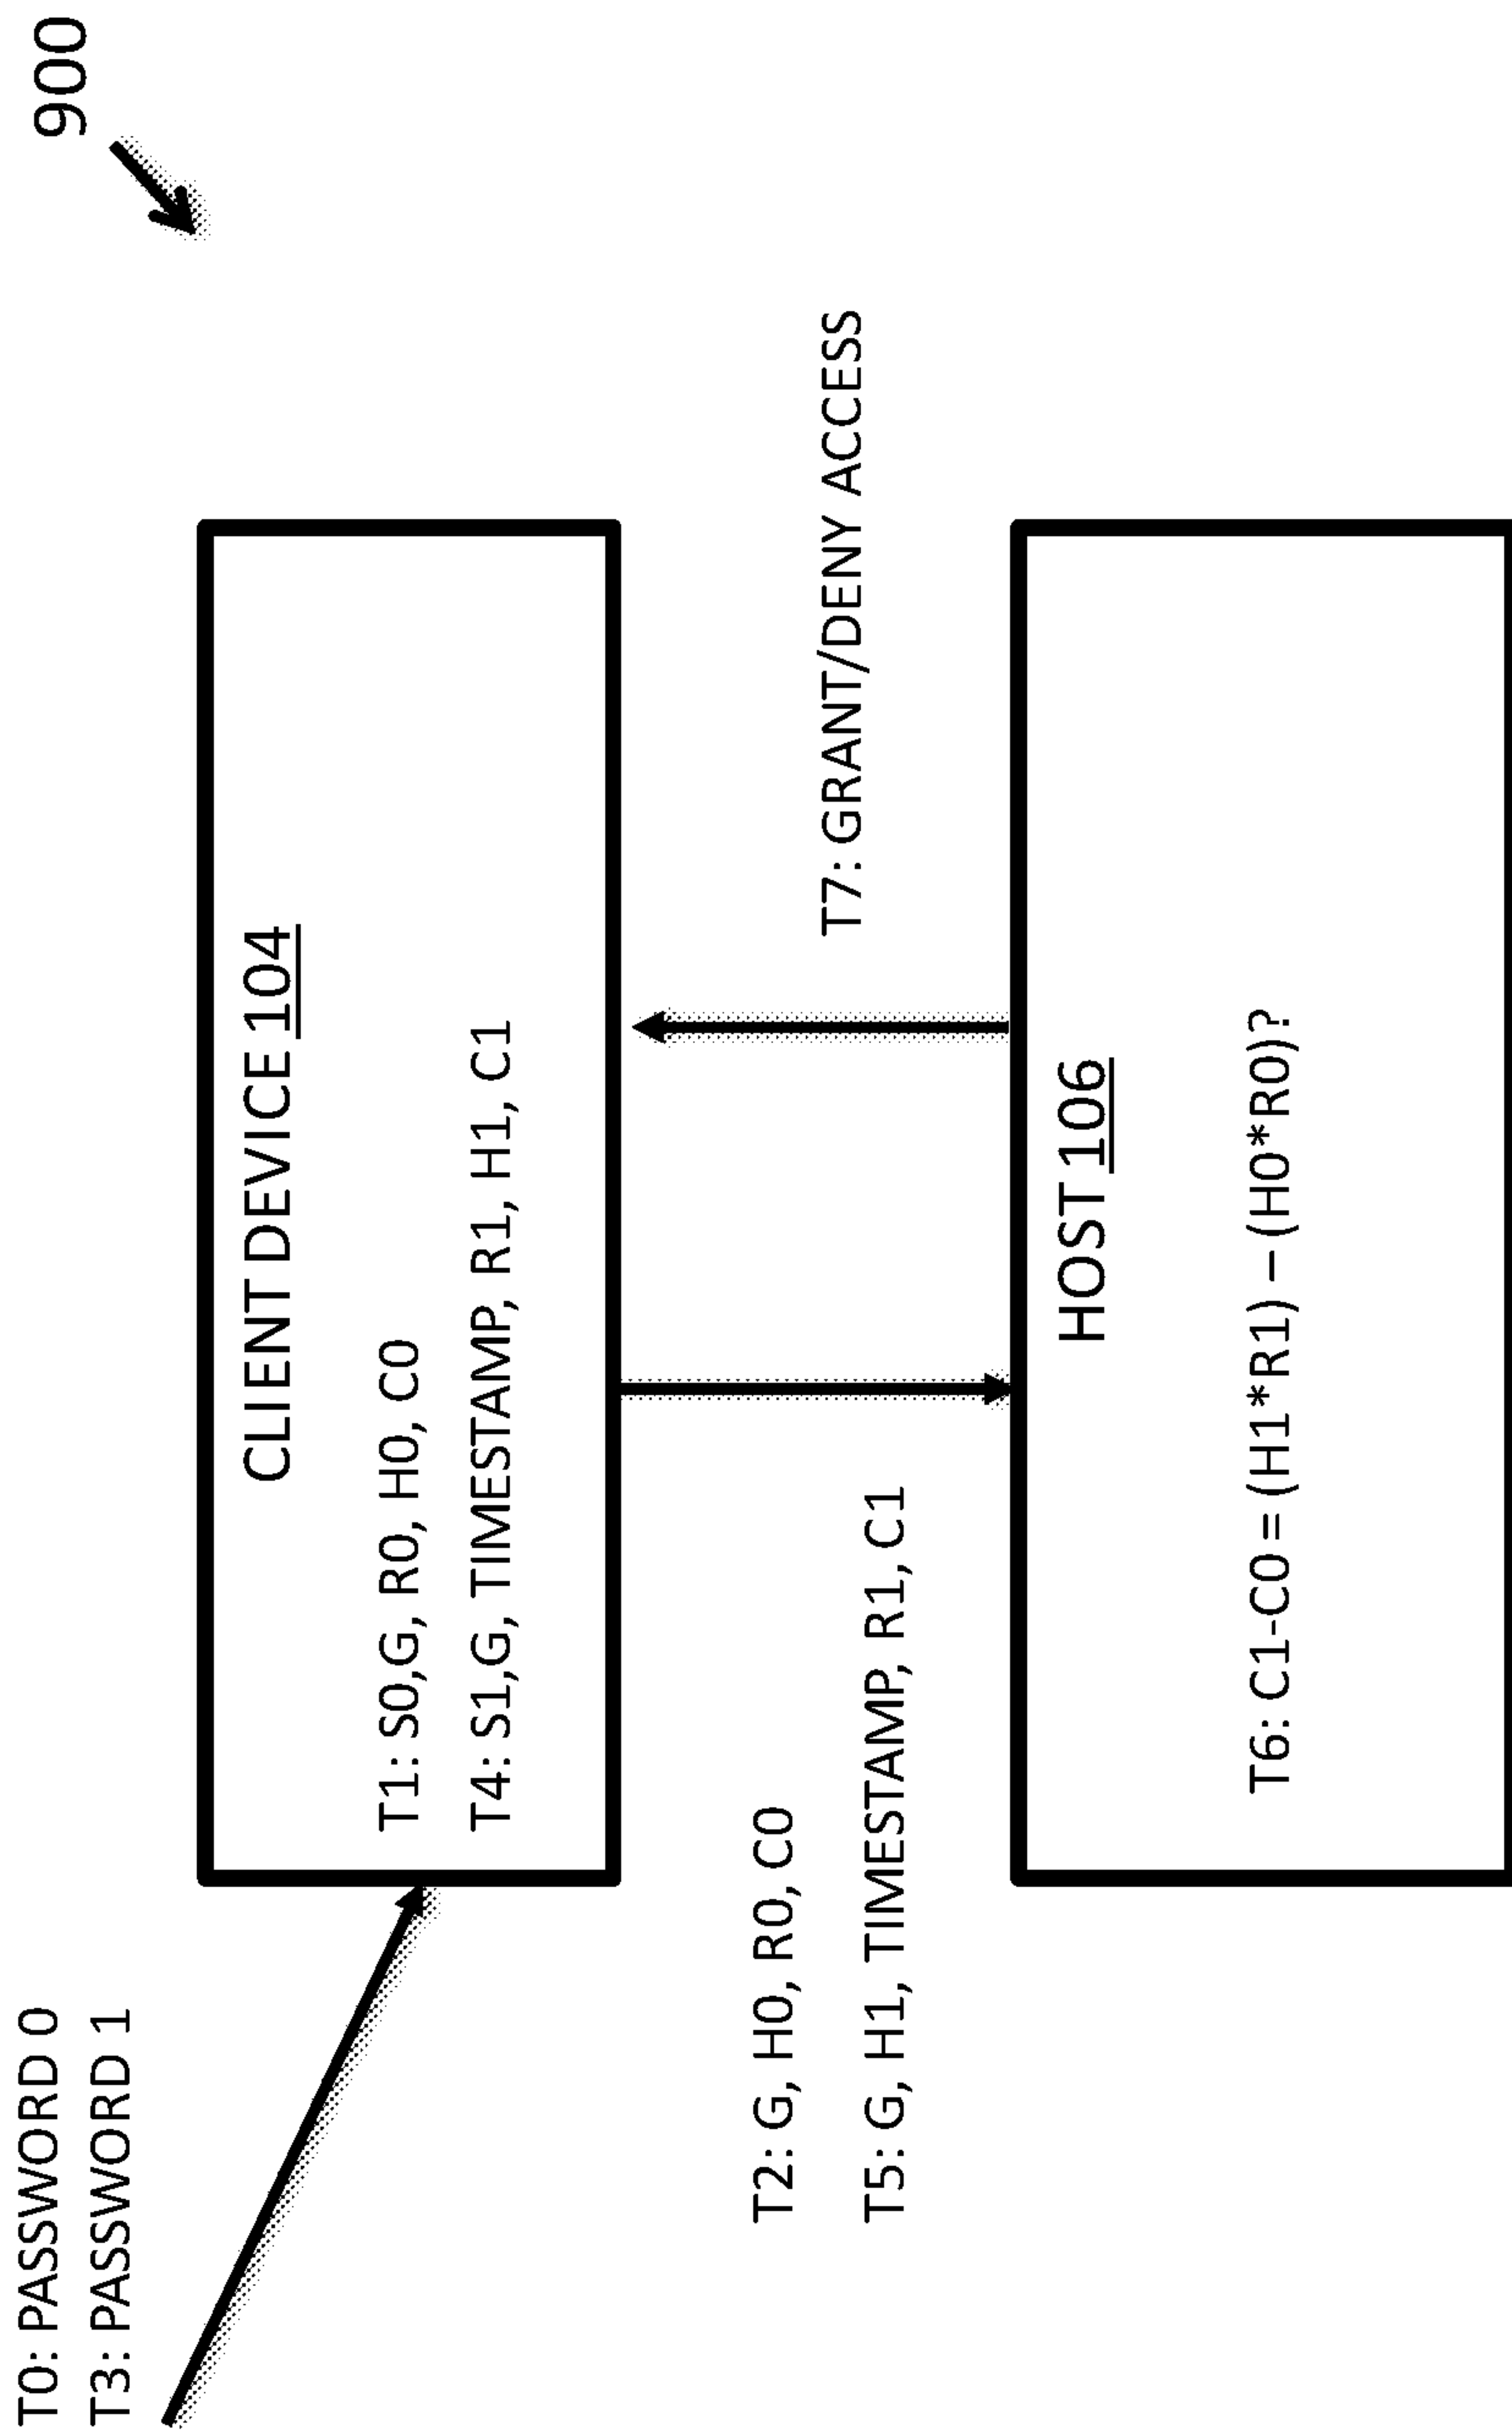 900
T0: PASSWORD 0
T3: PASSWORD 1
CLIENT DEVICE 104
T1: S0,G, R0, H0, C0
T4: S1,G, TIMESTAMP, R1, H1, C1
T2: G, H0, R0, C0
T5: G, H1, TIMESTAMP, R1, C1
T7: GRANT/DENY ACCESS
HOST 106
T6: C1-C0 = (H1*R1) – (H0*R0)?